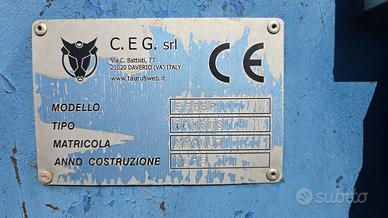 C.E.G. srl
Via C. Battisti, 77
21020 DAVERIO (VA) ITALY
www.taurusweb.it
CE
MODELLO
TIPO
MATRICOLA
ANNO COSTRUZIONE
subito